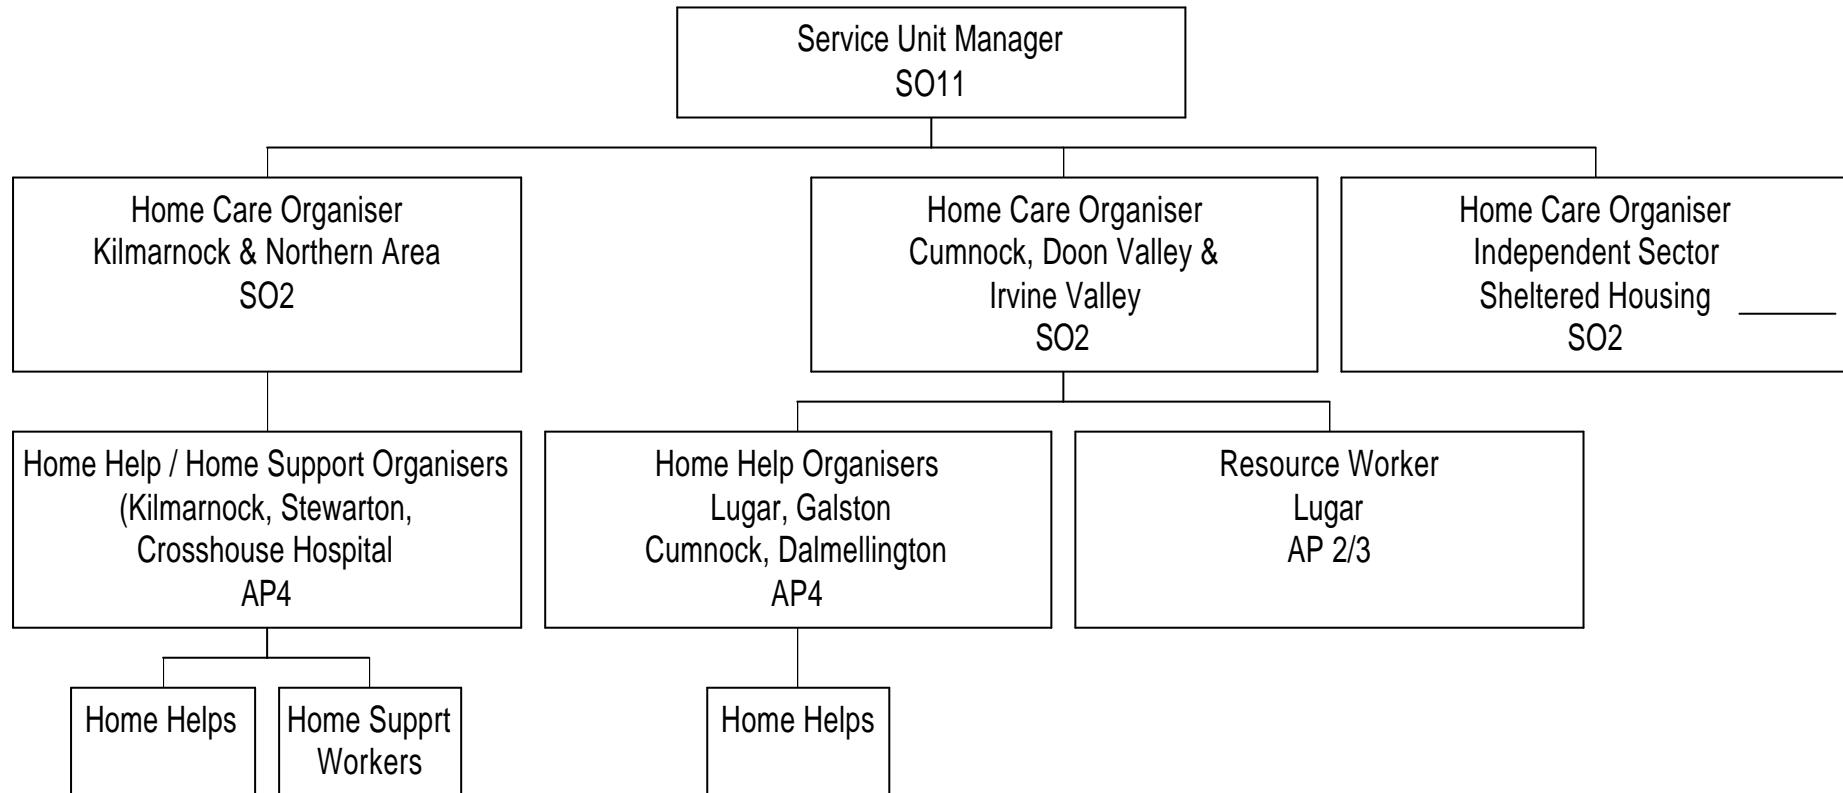 Service Unit Manager
SO11
Home Care Organiser
Kilmarnock & Northern Area
SO2
Home Care Organiser
Cumnock, Doon Valley &
Irvine Valley
SO2
Home Care Organiser
Independent Sector
Sheltered Housing
SO2
Home Help / Home Support Organisers
(Kilmarnock, Stewarton,
Crosshouse Hospital
AP4
Home Help Organisers
Lugar, Galston
Cumnock, Dalmellington
AP4
Resource Worker
Lugar
AP 2/3
Home Helps
Home Supprt
Workers
Home Helps